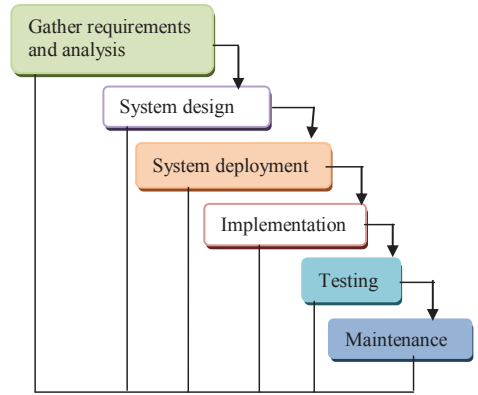 Gather requirements
and analysis
System design
System deployment
Implementation
Testing
Maintenance